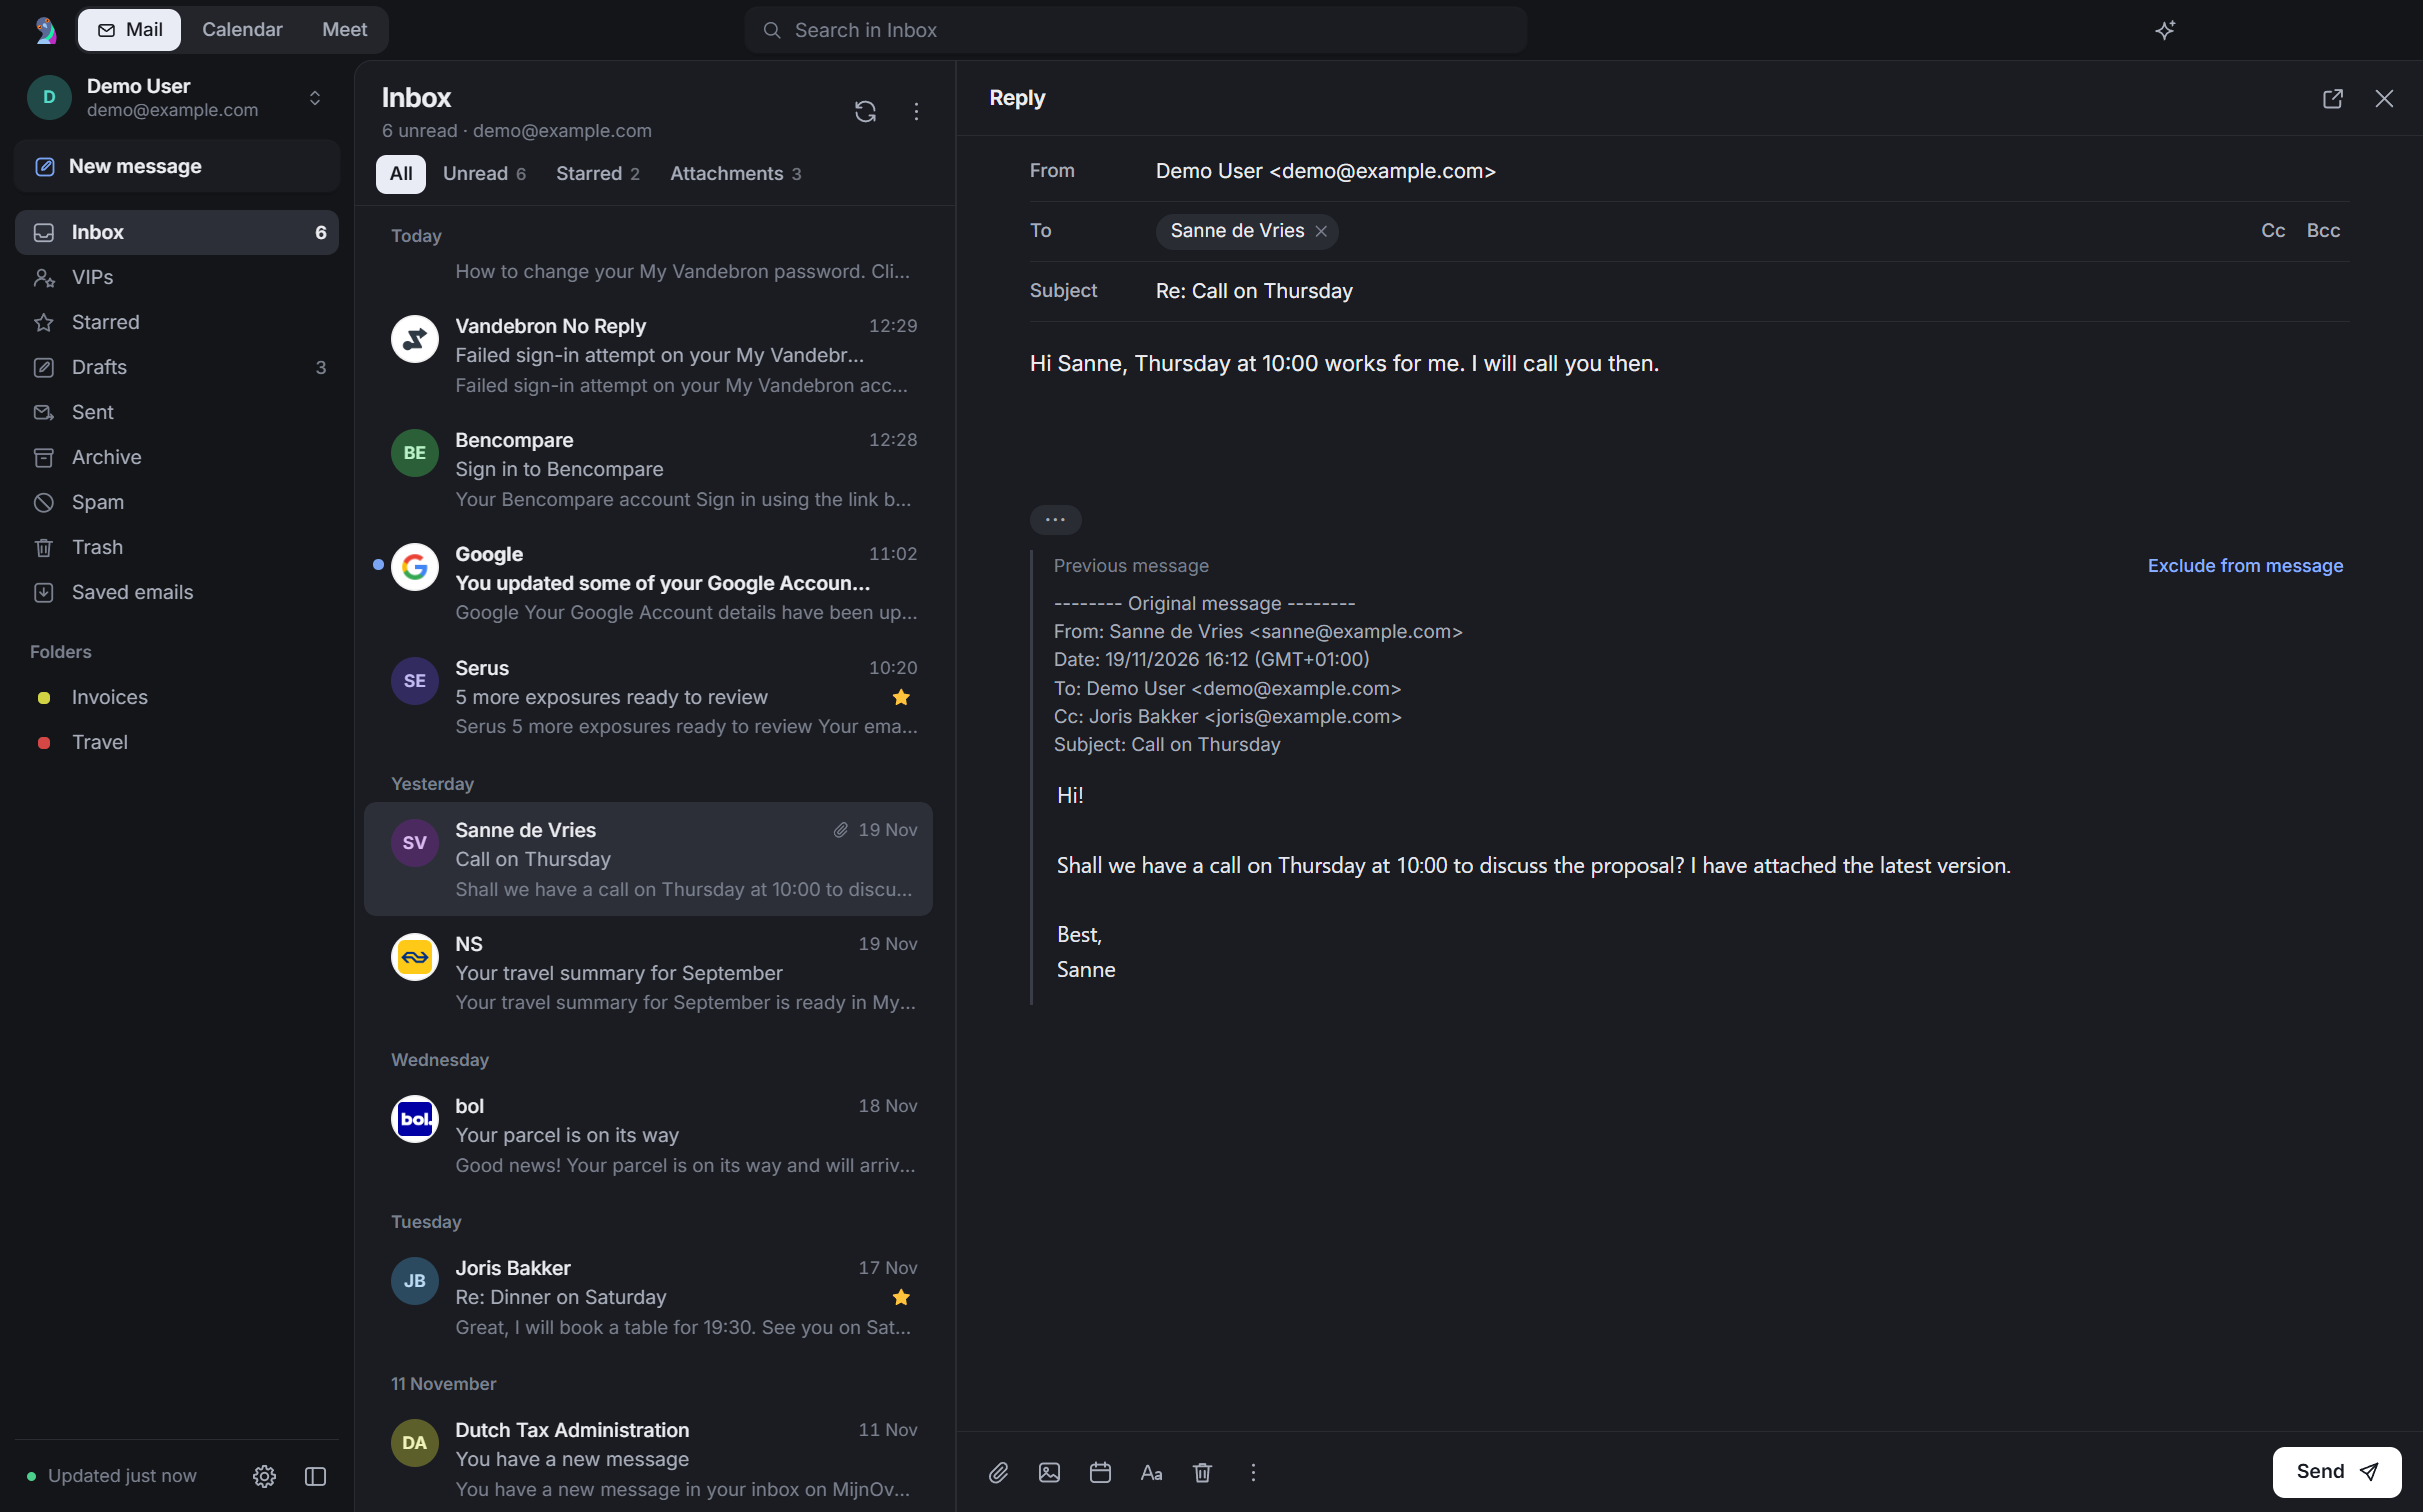 Mail
Calendar
Meet
Search in Inbox
D
Demo User
demo@example.com
New message
Inbox 6
VIPs
Starred
Drafts 3
Sent
Archive
Spam
Trash
Saved emails
Folders
Invoices
Travel
Updated just now
Inbox
6 unread · demo@example.com
All
Unread 6
Starred 2
Attachments 3
Today
How to change your My Vandebron password. Cli...
Vandebron No Reply 12:29
Failed sign-in attempt on your My Vandebr...
Failed sign-in attempt on your My Vandebron acc...
BE
Bencompare 12:28
Sign in to Bencompare
Your Bencompare account Sign in using the link b...
Google 11:02
You updated some of your Google Accoun...
Google Your Google Account details have been up...
SE
Serus 10:20
5 more exposures ready to review
Serus 5 more exposures ready to review Your ema...
Yesterday
SV
Sanne de Vries 19 Nov
Call on Thursday
Shall we have a call on Thursday at 10:00 to discu...
NS 19 Nov
Your travel summary for September
Your travel summary for September is ready in My...
Wednesday
bol.
bol 18 Nov
Your parcel is on its way
Good news! Your parcel is on its way and will arriv...
Tuesday
JB
Joris Bakker 17 Nov
Re: Dinner on Saturday
Great, I will book a table for 19:30. See you on Sat...
11 November
DA
Dutch Tax Administration 11 Nov
You have a new message
You have a new message in your inbox on MijnOv...
Reply
From Demo User <demo@example.com>
To Sanne de Vries Cc Bcc
Subject Re: Call on Thursday
Hi Sanne, Thursday at 10:00 works for me. I will call you then.
Previous message Exclude from message
-------- Original message --------
From: Sanne de Vries <sanne@example.com>
Date: 19/11/2026 16:12 (GMT+01:00)
To: Demo User <demo@example.com>
Cc: Joris Bakker <joris@example.com>
Subject: Call on Thursday
Hi!
Shall we have a call on Thursday at 10:00 to discuss the proposal? I have attached the latest version.
Best,
Sanne
Aa
Send